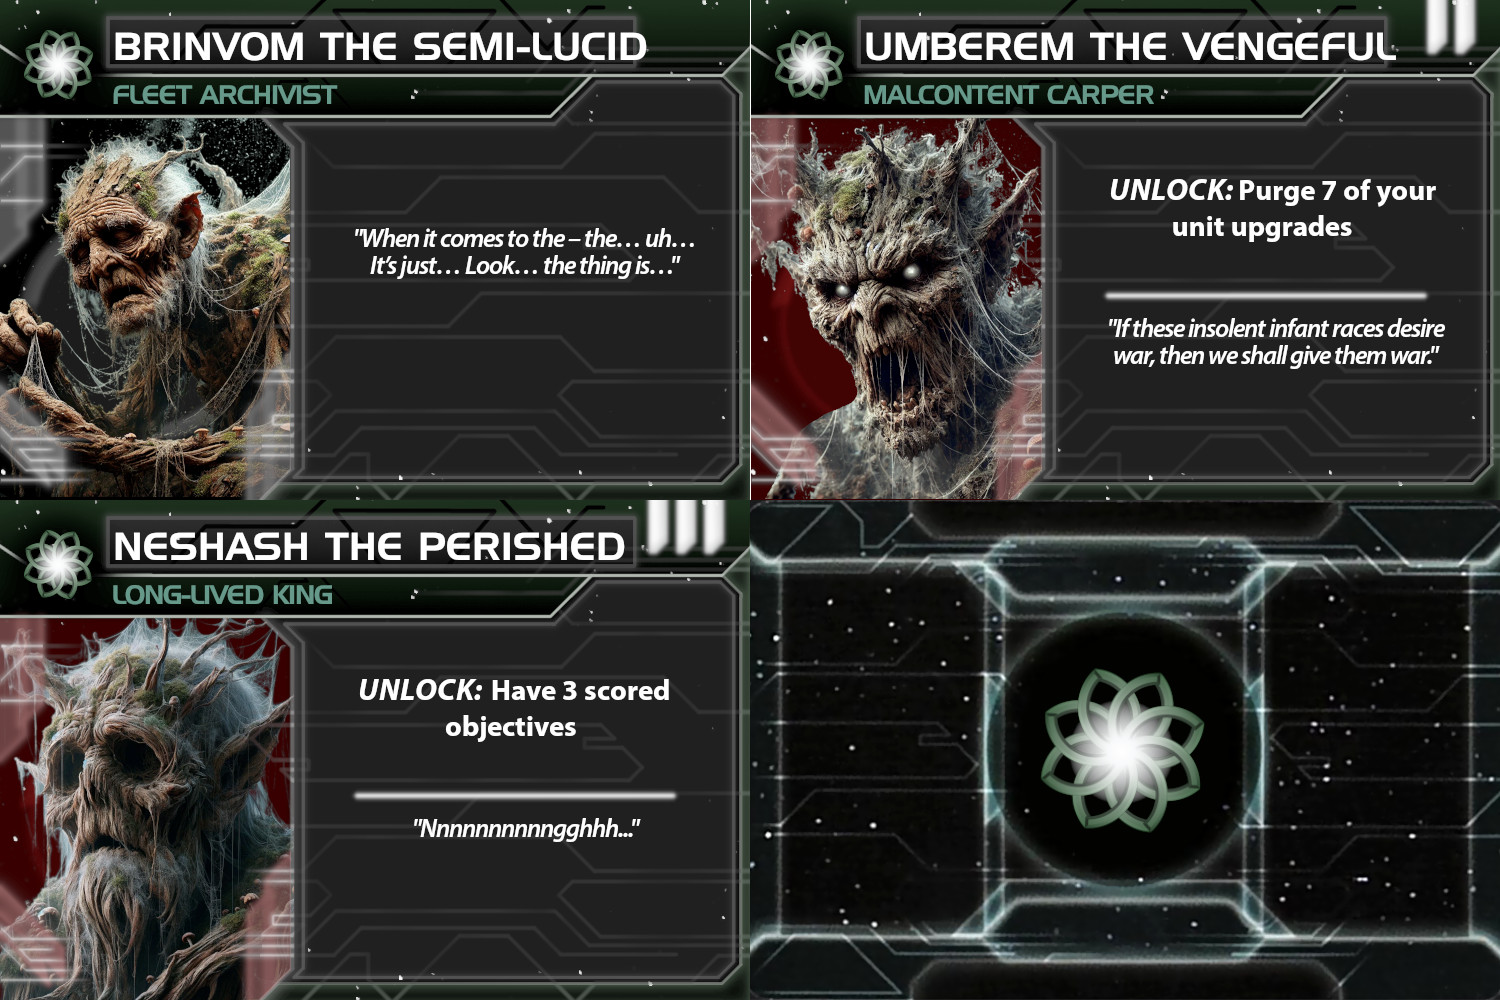 BRINVOM THE SEMI-LUCID
FLEET ARCHIVIST
"When it comes to the – the… uh…
It's just… Look… the thing is…"
UMBEREM THE VENGEFUL
MALCONTENT CARPER
UNLOCK: Purge 7 of your
unit upgrades
"If these insolent infant races desire
war, then we shall give them war."
NESHASH THE PERISHED
LONG-LIVED KING
UNLOCK: Have 3 scored
objectives
"Nnnnnnnnnngghhh..."